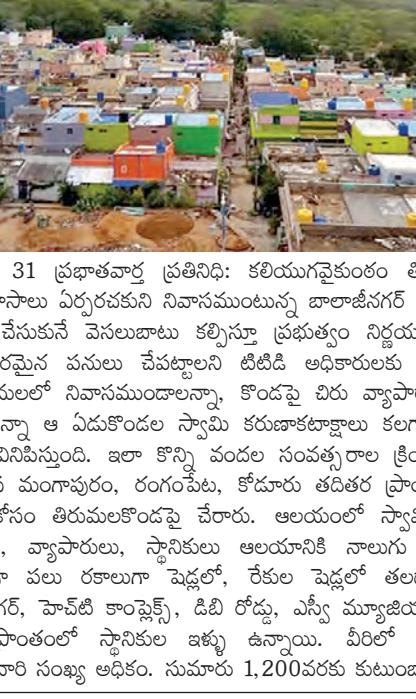 31 ప్రభాతవార్త ప్రతినిధి: కలియుగవైకుంఠం తి
ాసాలు ఏర్పరచకుని నివాసముంటున్న బాలాజీనగర్
చేసుకునే వెసలుబాటు కల్పిస్తూ ప్రభుత్వం నిర్ణయ
రమైన పనులు చేపట్టాలని టిటిడి అధికారులకు
మలలో నివాసముండాలన్నా, కొండపై చిరు వ్యాపార
న్నా ఆ ఏడుకొండల స్వామి కరుణాకటాక్షాలు కలగా
వినిపిస్తుంది. ఇలా కొన్ని వందల సంవత్సరాల క్రిం
మంగాపురం, రంగంపేట, కోడూరు తదితర ప్రాం
కోసం తిరుమలకొండపై చేరారు. ఆలయంలో స్వామ
, వ్యాపారులు, స్థానికులు ఆలయానికి నాలుగు
ా పలు రకాలుగా షెడ్లలో, రేకుల షెడ్లలో తలద
గర్, హెచ్‌టి కాంప్లెక్స్, డిబి రోడ్డు, ఎస్వీ మ్యూజియ
పాంతంలో స్థానికుల ఇళ్ళు ఉన్నాయి. వీరిలో
వారి సంఖ్య అధికం. సుమారు 1,200వరకు కుటుంబ